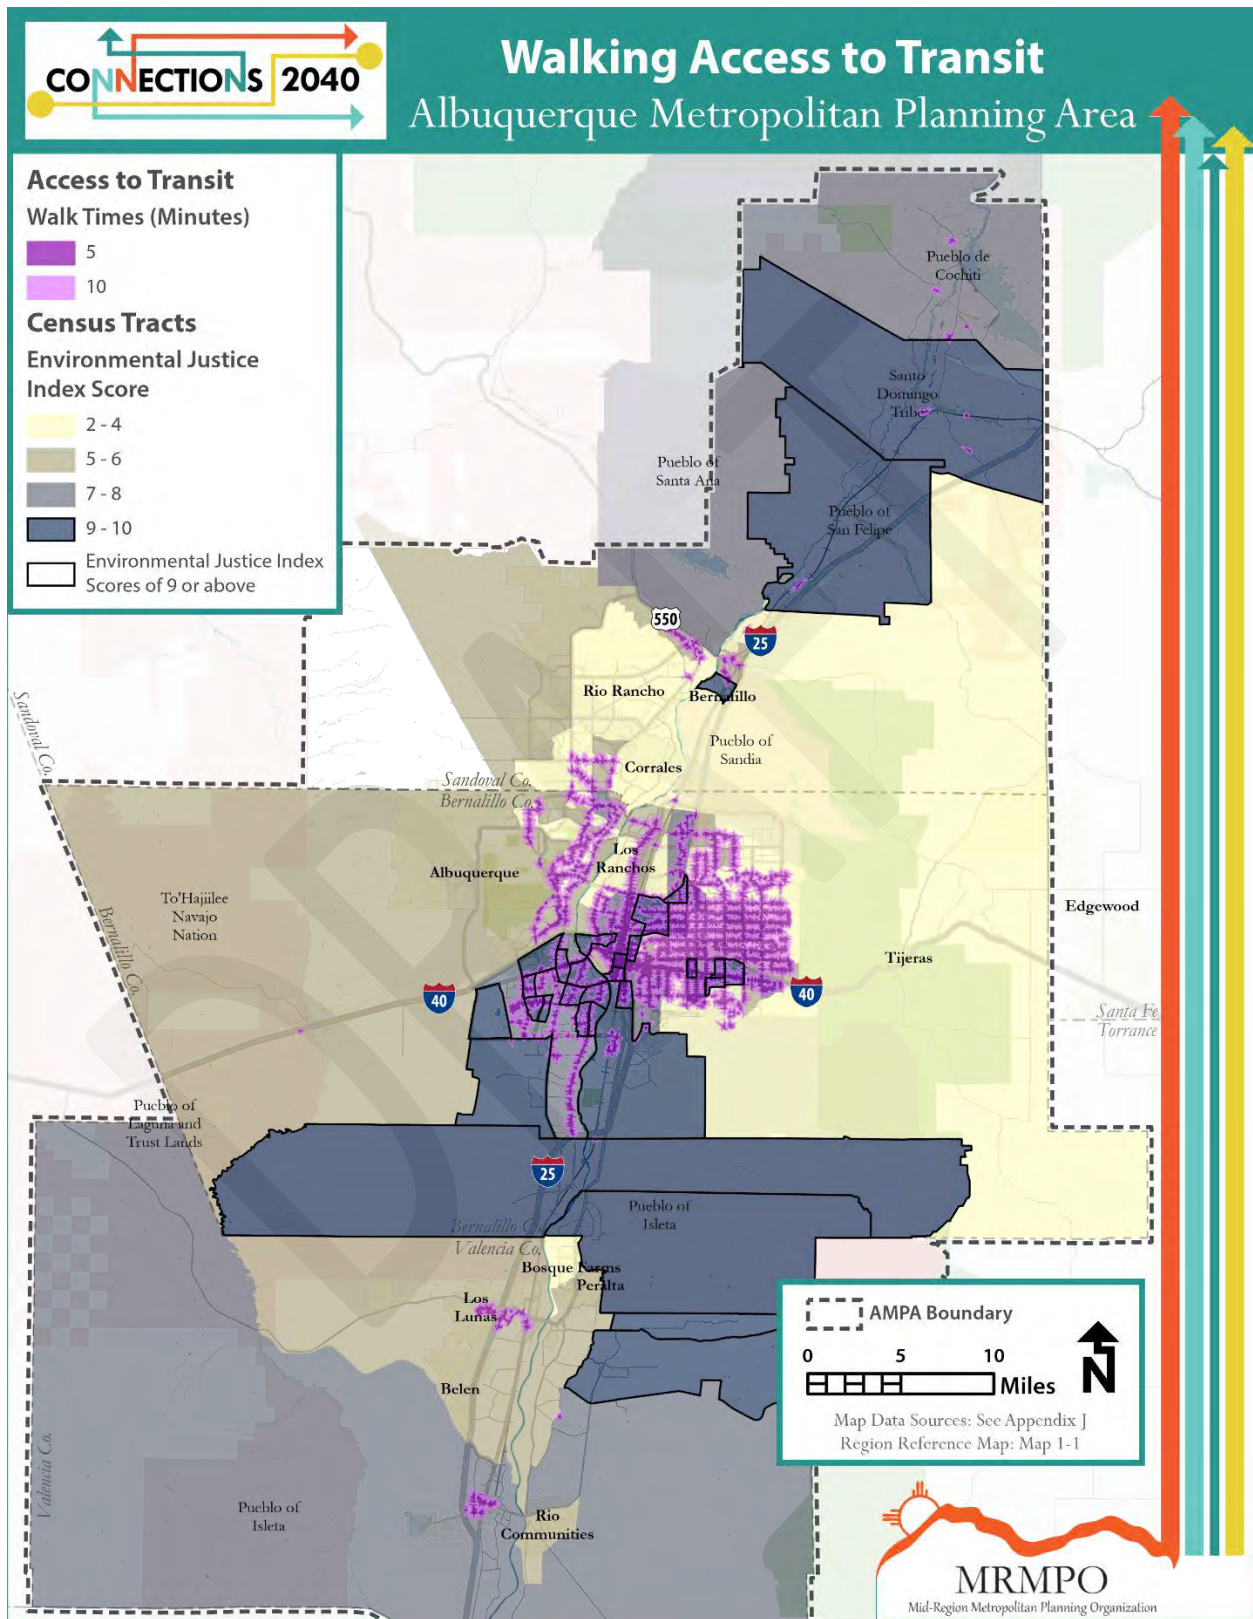 CONNECTIONS 2040
Walking Access to Transit
Albuquerque Metropolitan Planning Area
Access to Transit
Walk Times (Minutes)
5
10
Census Tracts
Environmental Justice
Index Score
2 - 4
5 - 6
7 - 8
9 - 10
Environmental Justice Index
Scores of 9 or above
Pueblo de
Cochiti
Santo
Domingo
Tribe
Pueblo of
Santa Ana
Pueblo of
San Felipe
550
25
Rio Rancho
Bernalillo
Sandoval Co.
Pueblo of
Sandia
Corrales
Sandoval Co.
Bernalillo Co.
Los
Ranchos
Albuquerque
To'Hajiilee
Navajo
Nation
Bernalillo Co.
Edgewood
Tijeras
40
40
Santa Fe
Torrance
Pueblo of
Laguna and
Trust Lands
25
Pueblo of
Isleta
Bernalillo Co.
Valencia Co.
Bosque Farms
Peralta
Los
Lunas
Belen
Valencia Co.
Pueblo of
Isleta
Rio
Communities
AMPA Boundary
0 5 10
Miles
N
Map Data Sources: See Appendix J
Region Reference Map: Map 1-1
MRMPO
Mid-Region Metropolitan Planning Organization
DRAFT